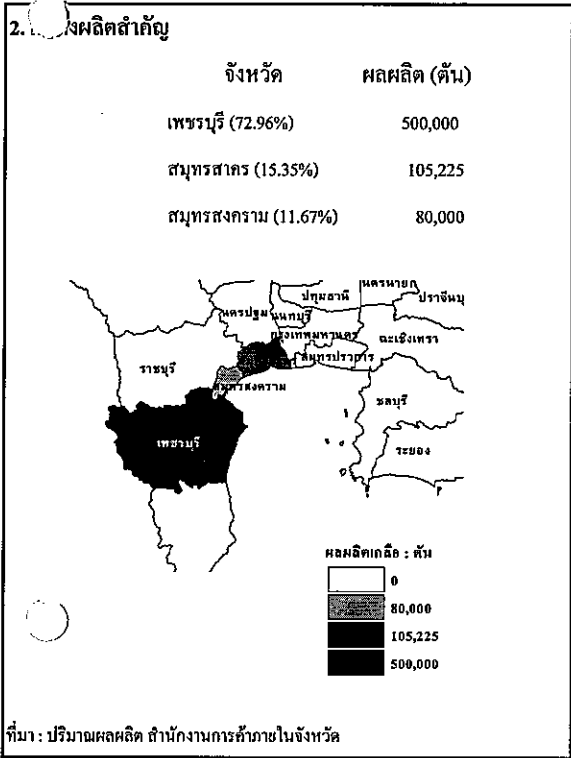 2. แหล่งผลิตสำคัญ
จังหวัด ผลผลิต (ตัน)
เพชรบุรี (72.96%) 500,000
สมุทรสาคร (15.35%) 105,225
สมุทรสงคราม (11.67%) 80,000
นครนายก
ปทุมธานี
ปราจีนบุ
นครปฐม
นนทบุรี
กรุงเทพมหานคร
ฉะเชิงเทรา
สมุทรปราการ
ราชบุรี
สมุทรสงคราม
ชลบุรี
เพชรบุรี
ระยอง
ผลผลิตเกลือ : ตัน
0
80,000
105,225
500,000
ที่มา : ปริมาณผลผลิต สำนักงานการค้าภายในจังหวัด